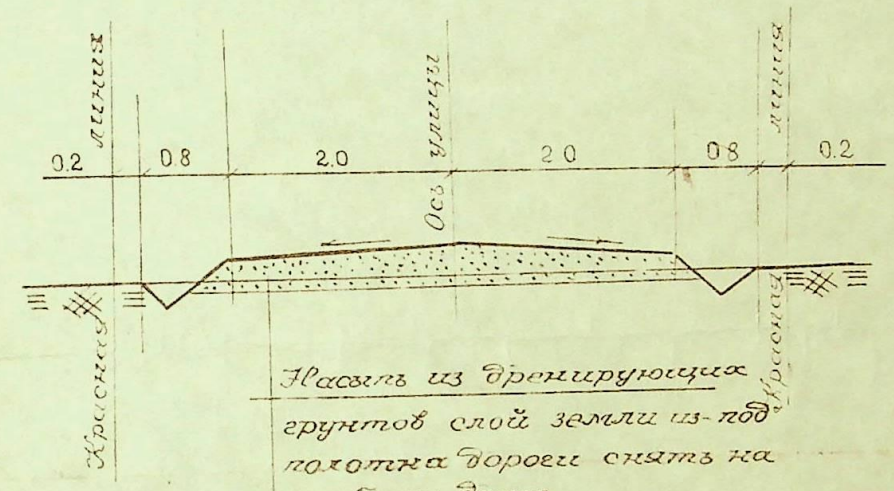 Красная линия
Ось улицы
Красная линия
0.2 0.8 2.0 2.0 0.8 0.2
Насыпь из дренирующих
грунтов слой земли из-под
полотна дороги снять на